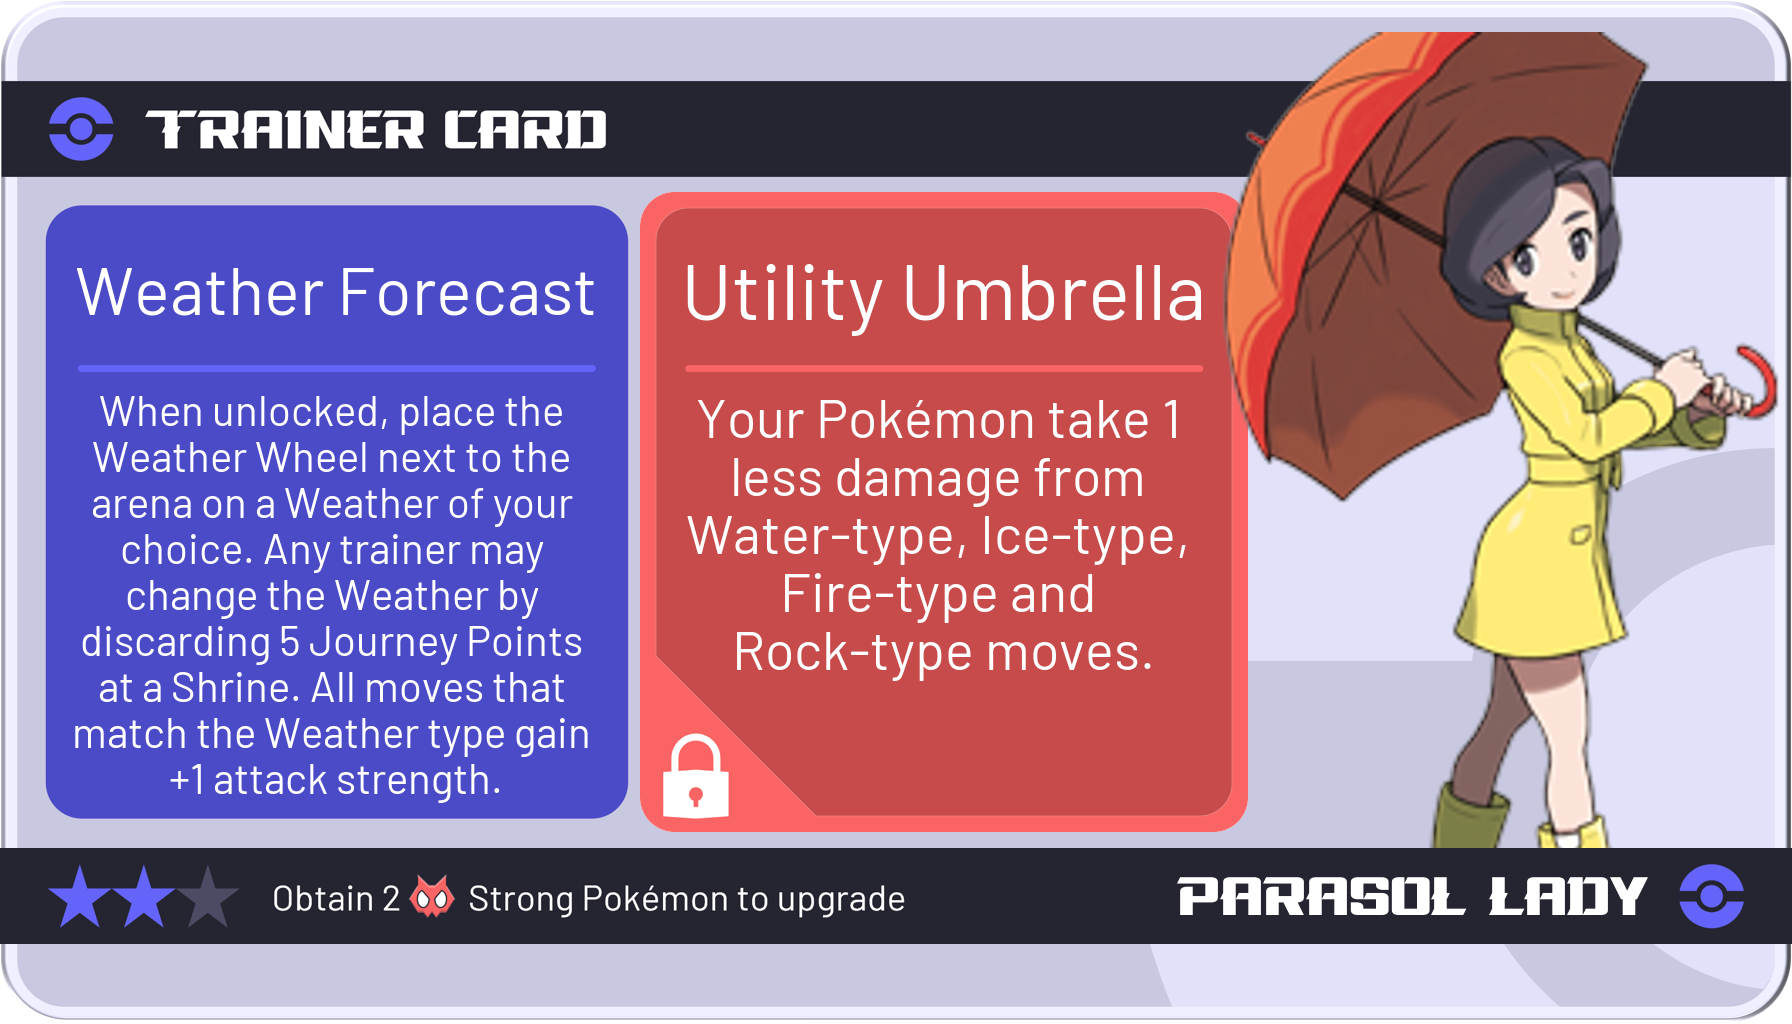 TRAINER CARD
Weather Forecast
When unlocked, place the
Weather Wheel next to the
arena on a Weather of your
choice. Any trainer may
change the Weather by
discarding 5 Journey Points
at a Shrine. All moves that
match the Weather type gain
+1 attack strength.
Utility Umbrella
Your Pokémon take 1
less damage from
Water-type, Ice-type,
Fire-type and
Rock-type moves.
Obtain 2 Strong Pokémon to upgrade
PARASOL LADY